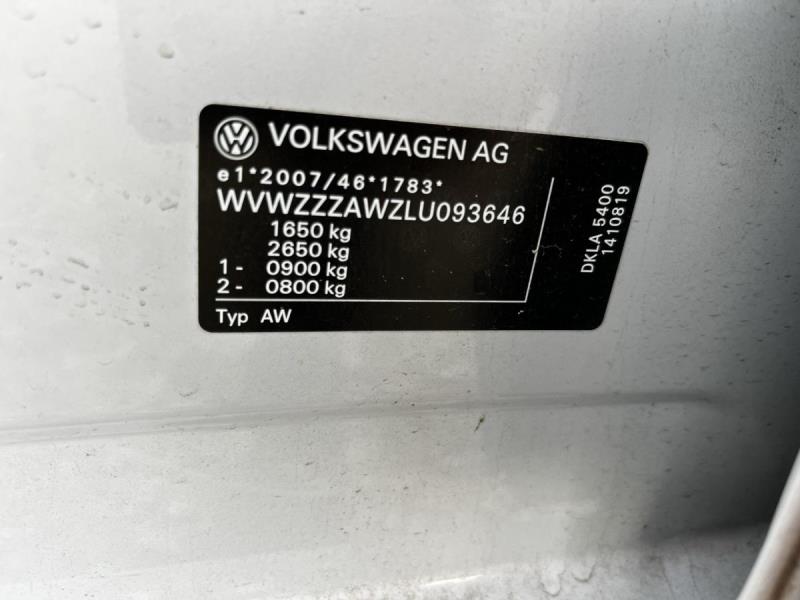 VOLKSWAGEN AG
e1*2007/46*1783*
WVWZZZAWZLU093646
1650 kg
2650 kg
1- 0900 kg
2- 0800 kg
Typ AW
DKLA 5400
1410819